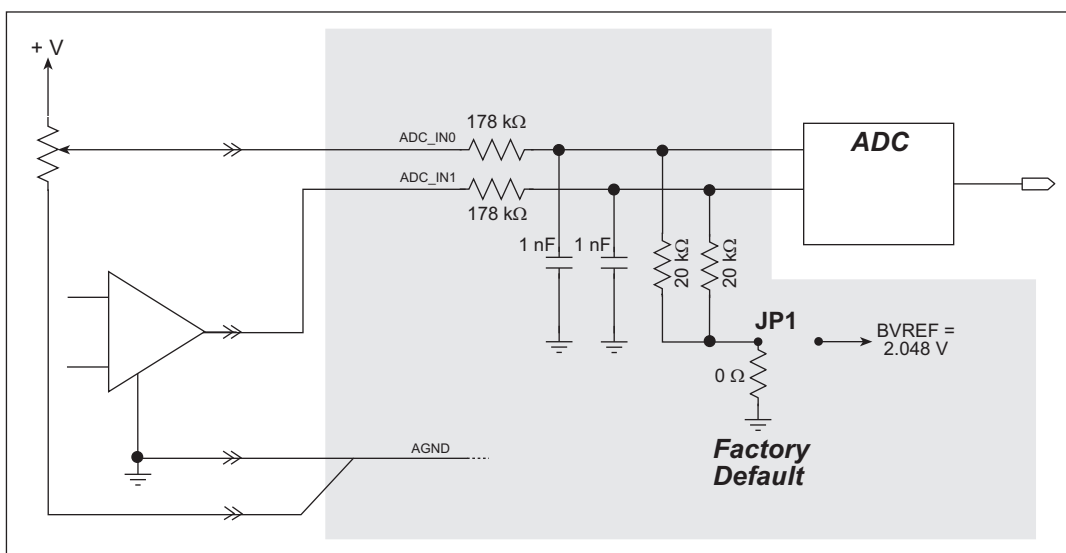 + V
178 kΩ
ADC_IN0
ADC
ADC_IN1
178 kΩ
1 nF
1 nF
20 kΩ
20 kΩ
JP1
BVREF =
2.048 V
0 Ω
AGND
Factory
Default